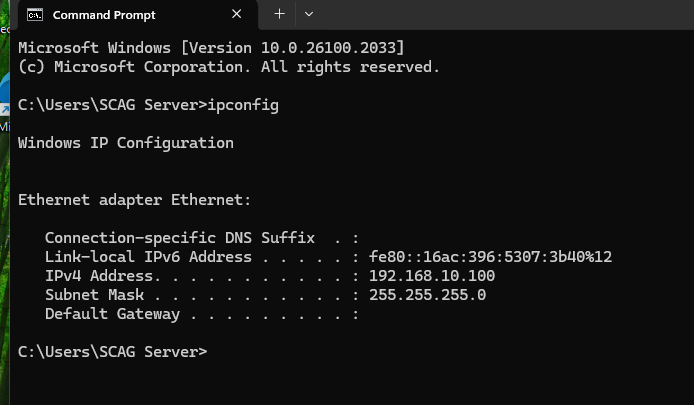 Command Prompt
Microsoft Windows [Version 10.0.26100.2033]
(c) Microsoft Corporation. All rights reserved.
C:\Users\SCAG Server>ipconfig
Windows IP Configuration
Ethernet adapter Ethernet:
Connection-specific DNS Suffix  . :
Link-local IPv6 Address . . . . . : fe80::16ac:396:5307:3b40%12
IPv4 Address. . . . . . . . . . . : 192.168.10.100
Subnet Mask . . . . . . . . . . . : 255.255.255.0
Default Gateway . . . . . . . . . :
C:\Users\SCAG Server>